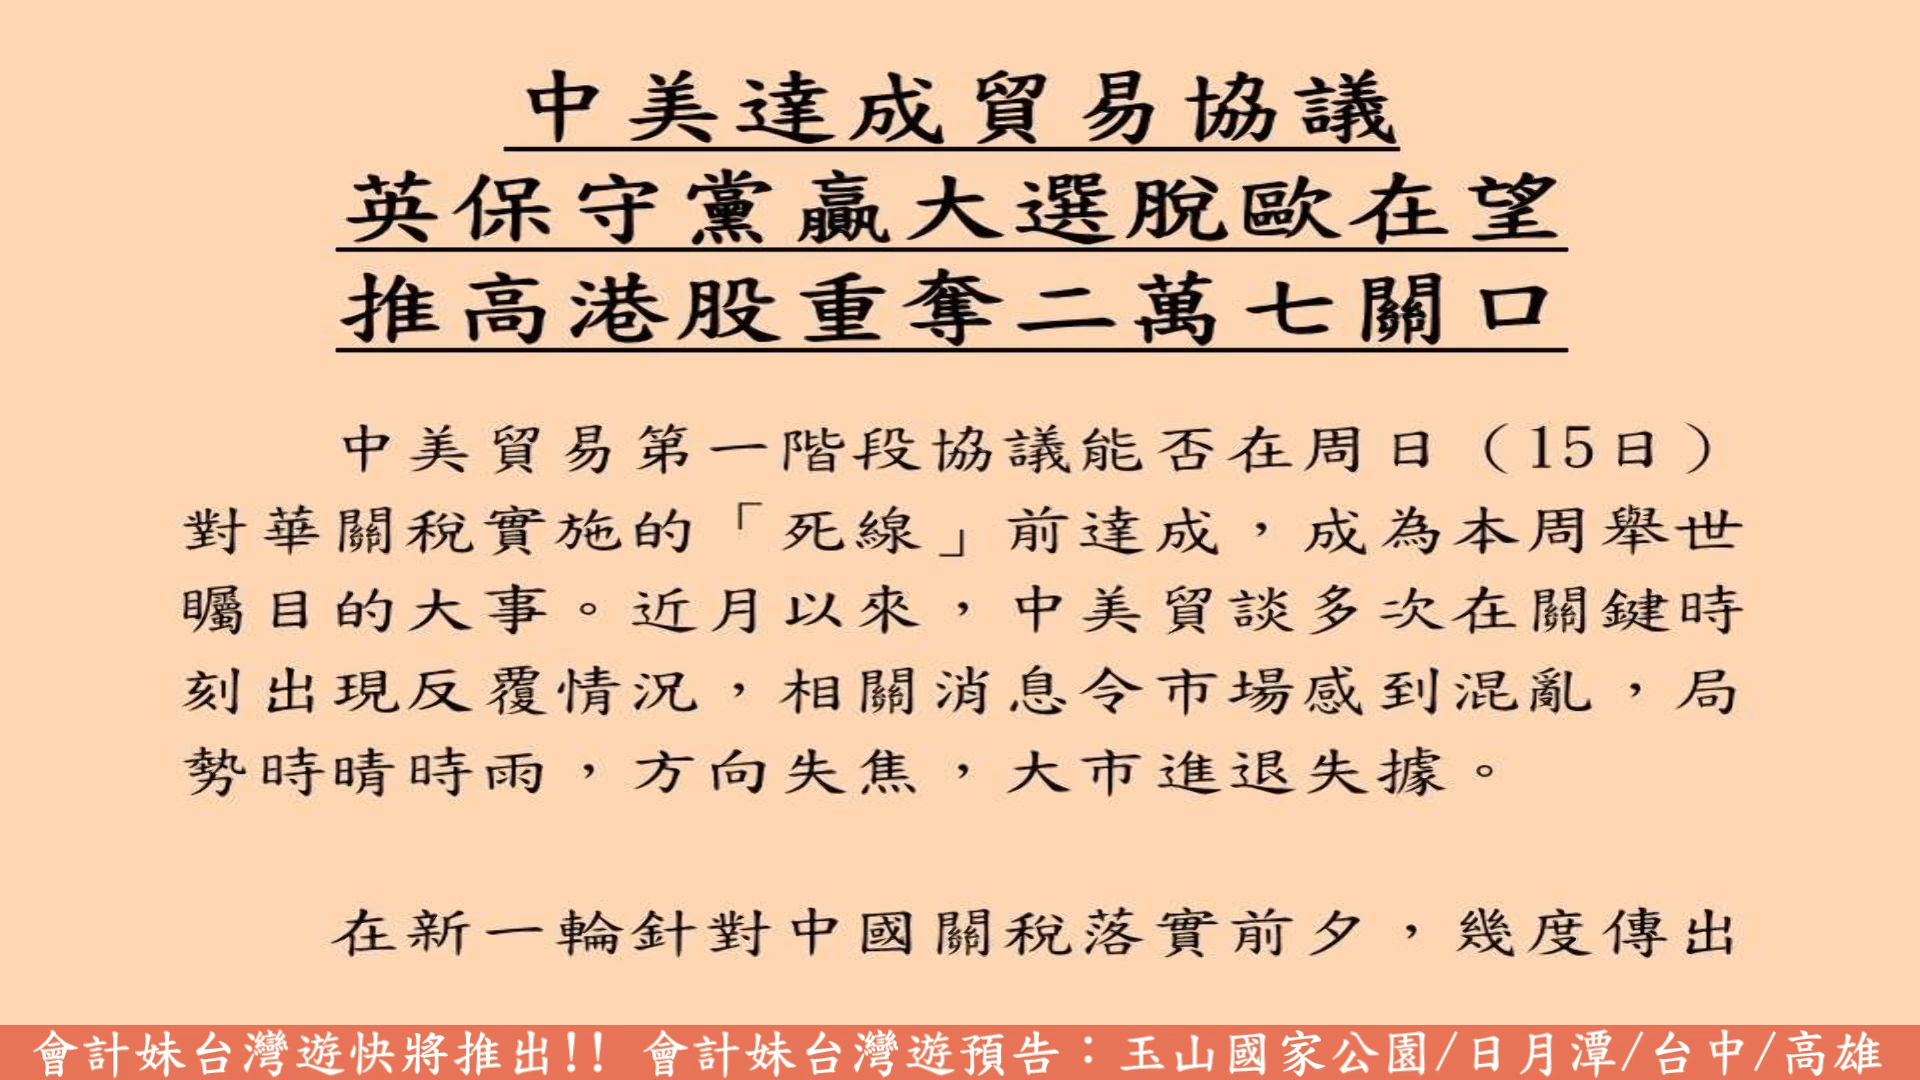 中美達成貿易協議
英保守黨贏大選脫歐在望
推高港股重奪二萬七關口
中美貿易第一階段協議能否在周日（15日）
對華關稅實施的「死線」前達成，成為本周舉世
矚目的大事。近月以來，中美貿談多次在關鍵時
刻出現反覆情況，相關消息令市場感到混亂，局
勢時晴時雨，方向失焦，大市進退失據。
在新一輪針對中國關稅落實前夕，幾度傳出
會計妹台灣遊快將推出!! 會計妹台灣遊預告：玉山國家公園/日月潭/台中/高雄